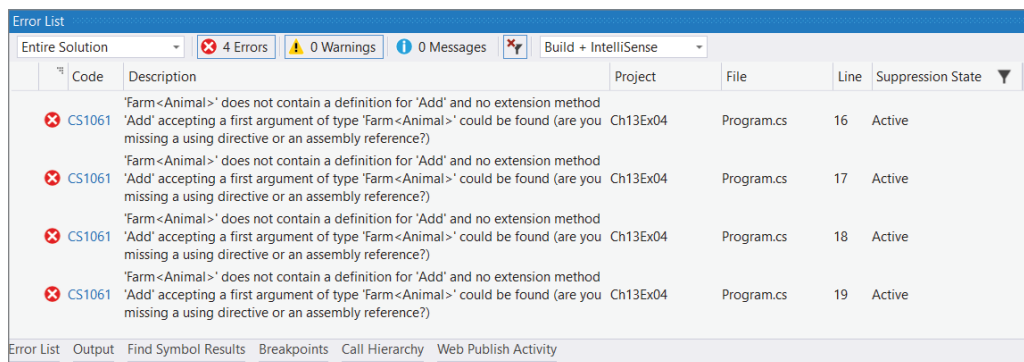 Error List
Entire Solution 4 Errors 0 Warnings 0 Messages Build + IntelliSense
Code Description Project File Line Suppression State
'Farm<Animal>' does not contain a definition for 'Add' and no extension method
CS1061 'Add' accepting a first argument of type 'Farm<Animal>' could be found (are you Ch13Ex04 Program.cs 16 Active
missing a using directive or an assembly reference?)
'Farm<Animal>' does not contain a definition for 'Add' and no extension method
CS1061 'Add' accepting a first argument of type 'Farm<Animal>' could be found (are you Ch13Ex04 Program.cs 17 Active
missing a using directive or an assembly reference?)
'Farm<Animal>' does not contain a definition for 'Add' and no extension method
CS1061 'Add' accepting a first argument of type 'Farm<Animal>' could be found (are you Ch13Ex04 Program.cs 18 Active
missing a using directive or an assembly reference?)
'Farm<Animal>' does not contain a definition for 'Add' and no extension method
CS1061 'Add' accepting a first argument of type 'Farm<Animal>' could be found (are you Ch13Ex04 Program.cs 19 Active
missing a using directive or an assembly reference?)
Error List Output Find Symbol Results Breakpoints Call Hierarchy Web Publish Activity